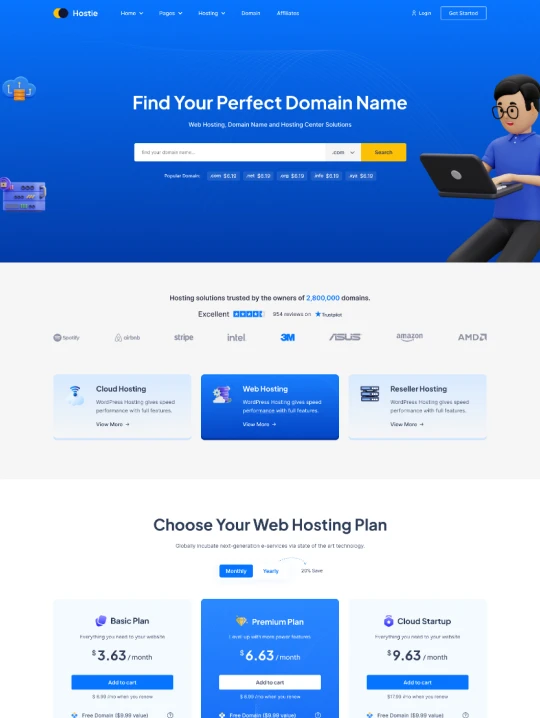 Hostie
Home Pages Hosting Domain Affiliates
Login
Get Started
Find Your Perfect Domain Name
Web Hosting, Domain Name and Hosting Center Solutions
find your domain name...
.com
Search
Popular Domain:
.com $6.19
.net $6.19
.org $6.19
.info $6.19
.xyz $6.19
Hosting solutions trusted by the owners of 2,800,000 domains.
Excellent 954 reviews on Trustpilot
Spotify
airbnb
stripe
intel
3M
ASUS
amazon
AMD
Cloud Hosting
WordPress Hosting gives speed
performance with full features.
View More →
Web Hosting
WordPress Hosting gives speed
performance with full features.
View More →
Reseller Hosting
WordPress Hosting gives speed
performance with full features.
View More →
Choose Your Web Hosting Plan
Globally incubate next-generation e-services via state of the art technology.
Monthly
Yearly
20% Save
Basic Plan
Everything you need to your website
$3.63 / month
Add to cart
/mo when you renew
Free Domain ($9.99 value)
Premium Plan
Level up with more power features
$6.63 / month
Add to cart
/mo when you renew
Free Domain ($9.99 value)
Cloud Startup
Everything you need to your website
$9.63 / month
Add to cart
/mo when you renew
Free Domain ($9.99 value)